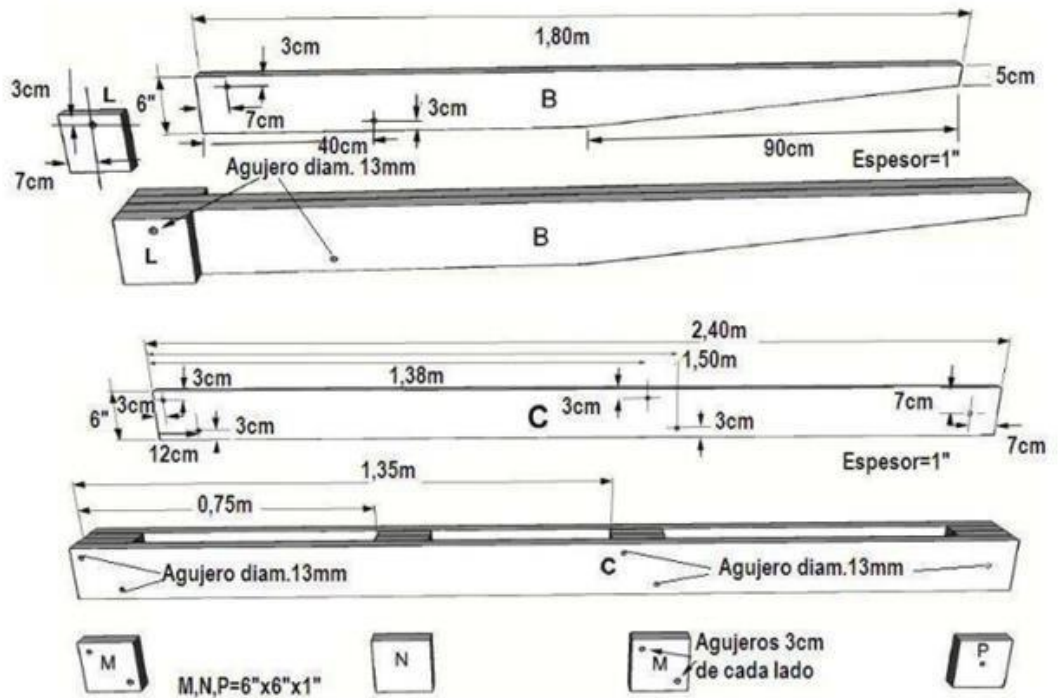 1,80m
3cm
3cm
L
6"
B
5cm
3cm
7cm
7cm
40cm
90cm
Espesor=1"
Agujero diam. 13mm
L
B
2,40m
1,50m
1,38m
3cm
3cm
3cm
7cm
6"
3cm
C
3cm
12cm
7cm
Espesor=1"
1,35m
0,75m
Agujero diam.13mm
C
Agujero diam.13mm
M
N
M
Agujeros 3cm
de cada lado
P
M,N,P=6"x6"x1"